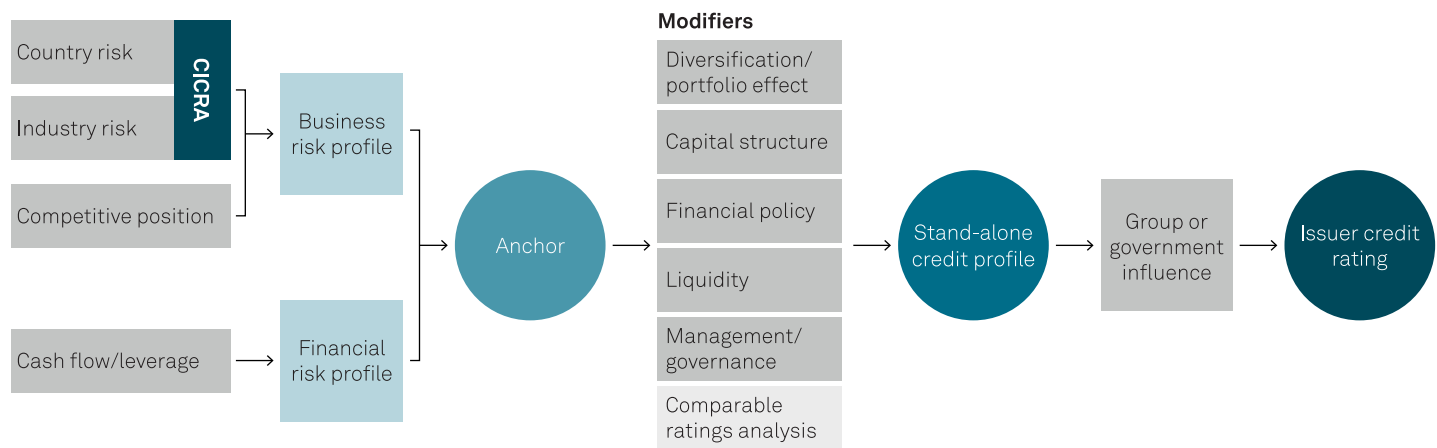 Country risk
Industry risk
CICRA
Competitive position
Cash flow/leverage
Business
risk profile
Financial
risk profile
Anchor
Modifiers
Diversification/
portfolio effect
Capital structure
Financial policy
Liquidity
Management/
governance
Comparable
ratings analysis
Stand-alone
credit profile
Group or
government
influence
Issuer credit
rating